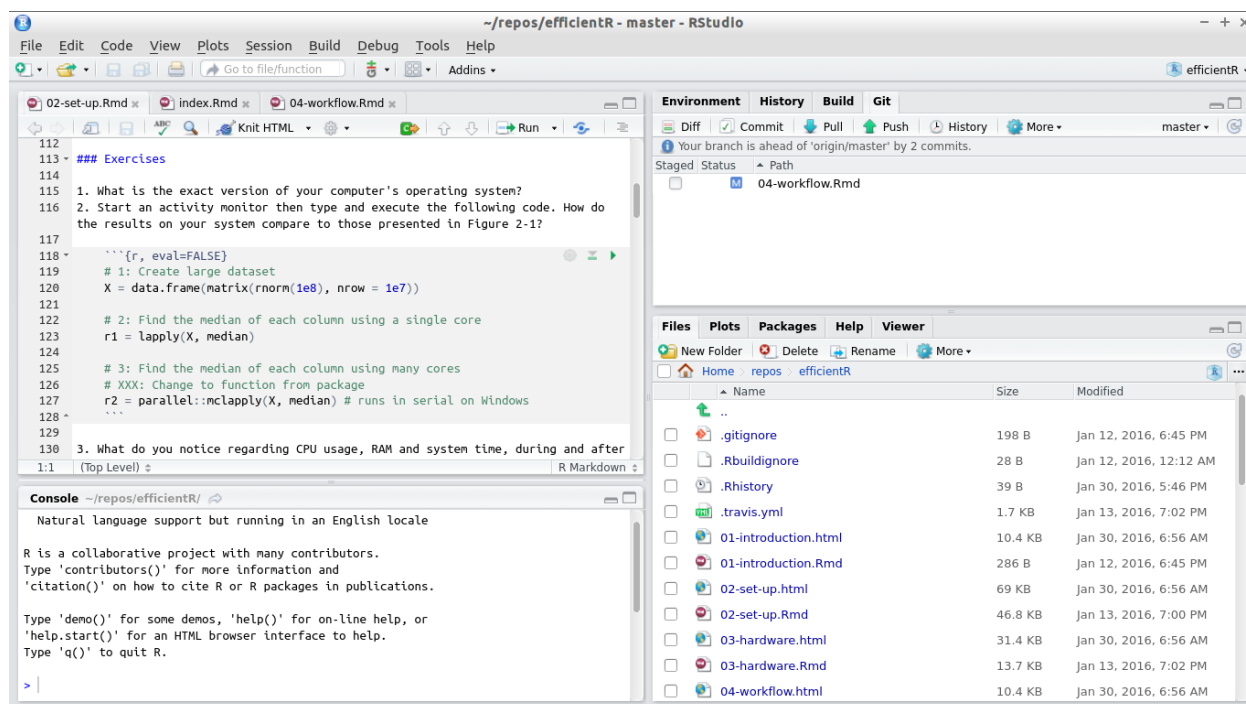 ~/repos/efficientR - master - RStudio
File Edit Code View Plots Session Build Debug Tools Help
Go to file/function Addins efficientR
02-set-up.Rmd index.Rmd 04-workflow.Rmd
ABC Knit HTML Run
112
113 ### Exercises
114
115 1. What is the exact version of your computer's operating system?
116 2. Start an activity monitor then type and execute the following code. How do
the results on your system compare to those presented in Figure 2-1?
117
118 ```{r, eval=FALSE}
119 # 1: Create large dataset
120 X = data.frame(matrix(rnorm(1e8), nrow = 1e7))
121
122 # 2: Find the median of each column using a single core
123 r1 = lapply(X, median)
124
125 # 3: Find the median of each column using many cores
126 # XXX: Change to function from package
127 r2 = parallel::mclapply(X, median) # runs in serial on Windows
128 ```
129
130 3. What do you notice regarding CPU usage, RAM and system time, during and after
1:1 (Top Level) R Markdown
Console ~/repos/efficientR/
Natural language support but running in an English locale
R is a collaborative project with many contributors.
Type 'contributors()' for more information and
'citation()' on how to cite R or R packages in publications.
Type 'demo()' for some demos, 'help()' for on-line help, or
'help.start()' for an HTML browser interface to help.
Type 'q()' to quit R.
>
Environment History Build Git
Diff Commit Pull Push History More master
Your branch is ahead of 'origin/master' by 2 commits.
Staged Status Path
M 04-workflow.Rmd
Files Plots Packages Help Viewer
New Folder Delete Rename More
Home repos efficientR ...
Name Size Modified
..
.gitignore 198 B Jan 12, 2016, 6:45 PM
.Rbuildignore 28 B Jan 12, 2016, 12:12 AM
.Rhistory 39 B Jan 30, 2016, 5:46 PM
.travis.yml 1.7 KB Jan 13, 2016, 7:02 PM
01-introduction.html 10.4 KB Jan 30, 2016, 6:56 AM
01-introduction.Rmd 286 B Jan 12, 2016, 6:45 PM
02-set-up.html 69 KB Jan 30, 2016, 6:56 AM
02-set-up.Rmd 46.8 KB Jan 13, 2016, 7:00 PM
03-hardware.html 31.4 KB Jan 30, 2016, 6:56 AM
03-hardware.Rmd 13.7 KB Jan 13, 2016, 7:02 PM
04-workflow.html 10.4 KB Jan 30, 2016, 6:56 AM